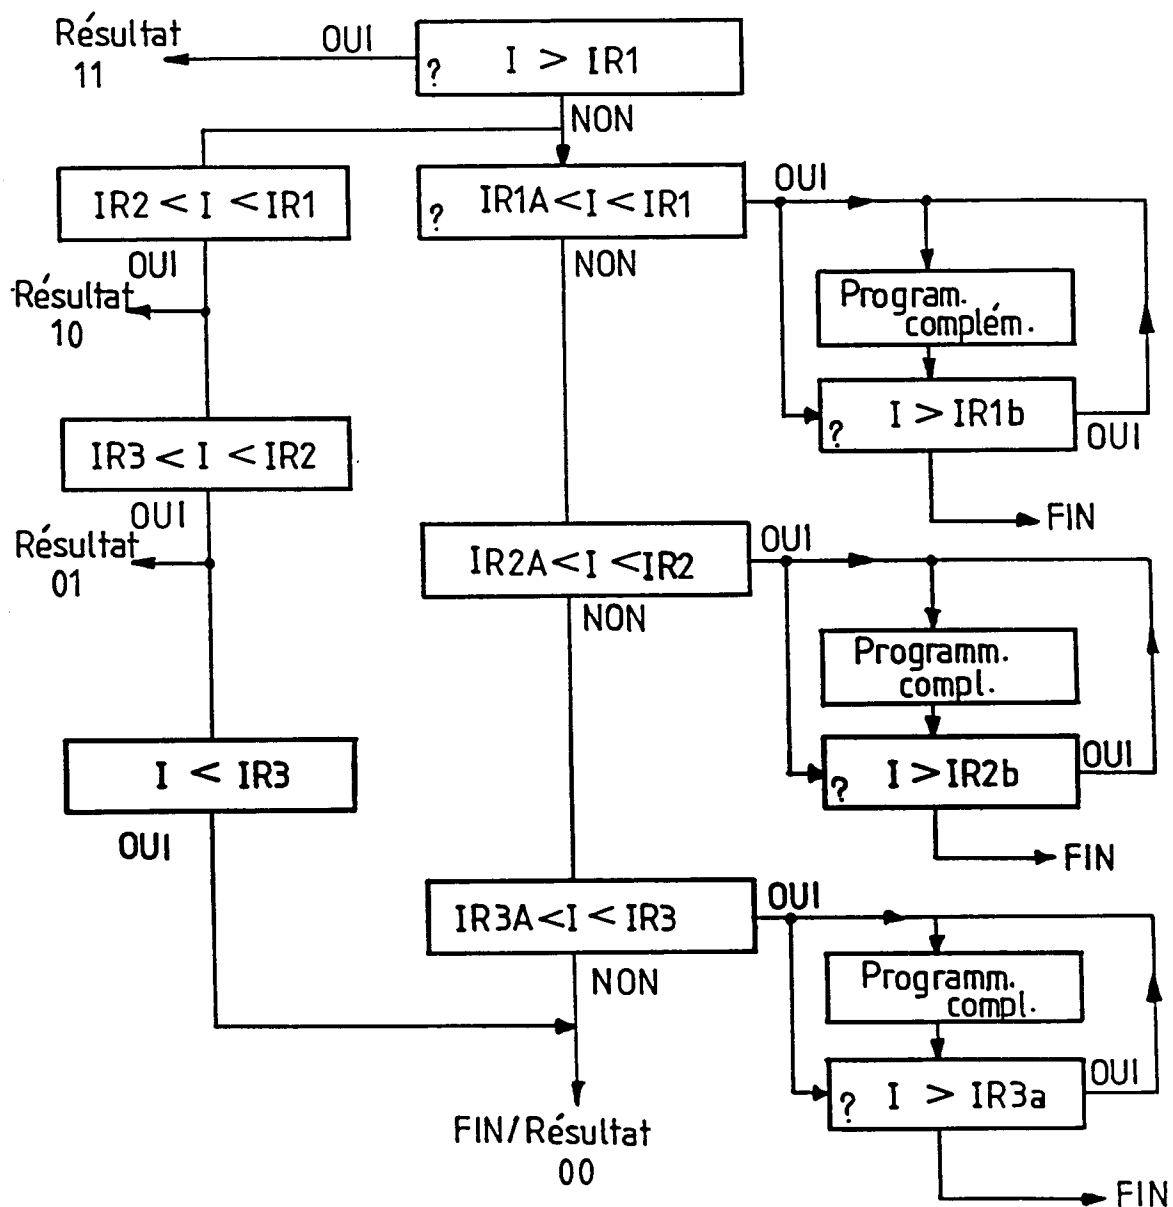 Résultat
11
OUI
? I > IR1
NON
IR2 < I < IR1
OUI
Résultat
10
? IR1A < I < IR1
OUI
NON
Program.
complém.
? I > IR1b
OUI
FIN
IR3 < I < IR2
OUI
Résultat
01
IR2A < I < IR2
OUI
NON
Programm.
compl.
? I > IR2b
OUI
FIN
I < IR3
OUI
IR3A < I < IR3
OUI
NON
Programm.
compl.
? I > IR3a
OUI
FIN
FIN/Résultat
00